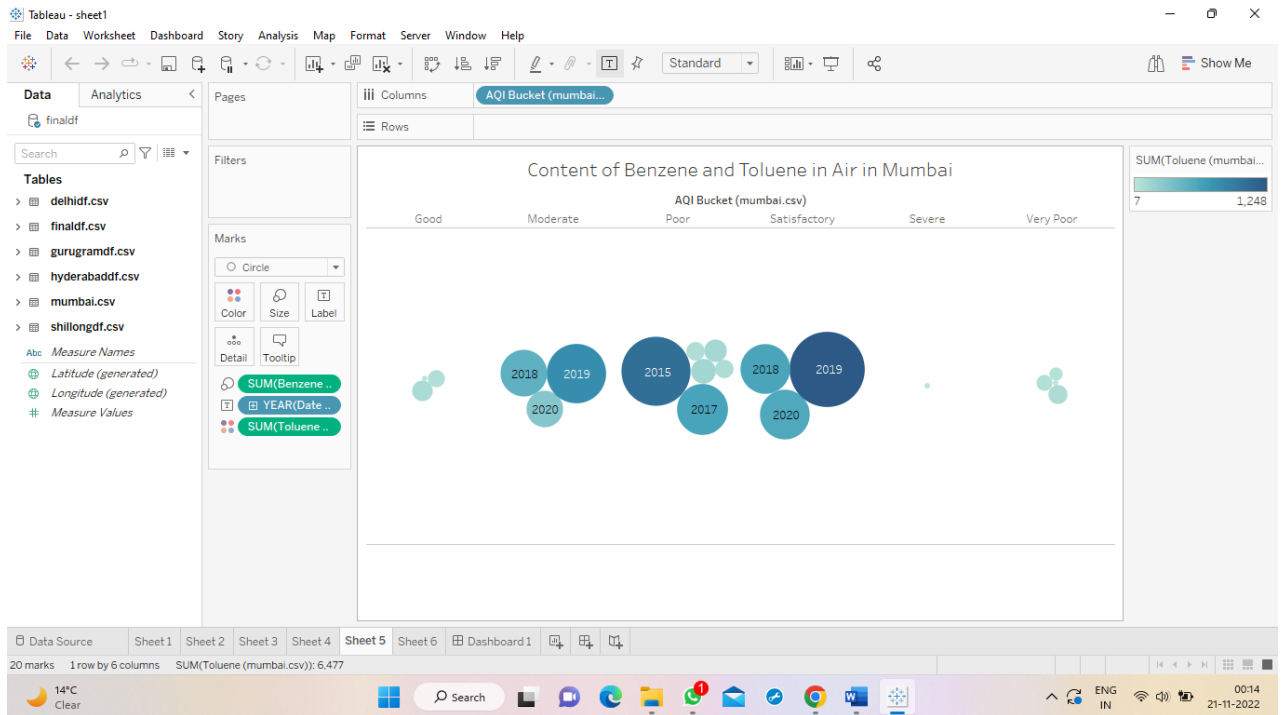 Tableau - sheet1
File Data Worksheet Dashboard Story Analysis Map Format Server Window Help
Standard
Show Me
Data Analytics
finaldf
Search
Tables
delhidf.csv
finaldf.csv
gurugramdf.csv
hyderabaddf.csv
mumbai.csv
shillongdf.csv
Abc Measure Names
Latitude (generated)
Longitude (generated)
# Measure Values
Pages
Filters
Marks
Circle
Color Size Label
Detail Tooltip
SUM(Benzene ..
YEAR(Date ..
SUM(Toluene ..
Columns AQI Bucket (mumbai...
Rows
Content of Benzene and Toluene in Air in Mumbai
AQI Bucket (mumbai.csv)
Good Moderate Poor Satisfactory Severe Very Poor
2018 2019 2020
2015 2017
2018 2019 2020
SUM(Toluene (mumbai...
7 1,248
Data Source Sheet 1 Sheet 2 Sheet 3 Sheet 4 Sheet 5 Sheet 6 Dashboard 1
20 marks 1 row by 6 columns SUM(Toluene (mumbai.csv)): 6,477
14°C
Clear
Search
1
ENG
IN
00:14
21-11-2022